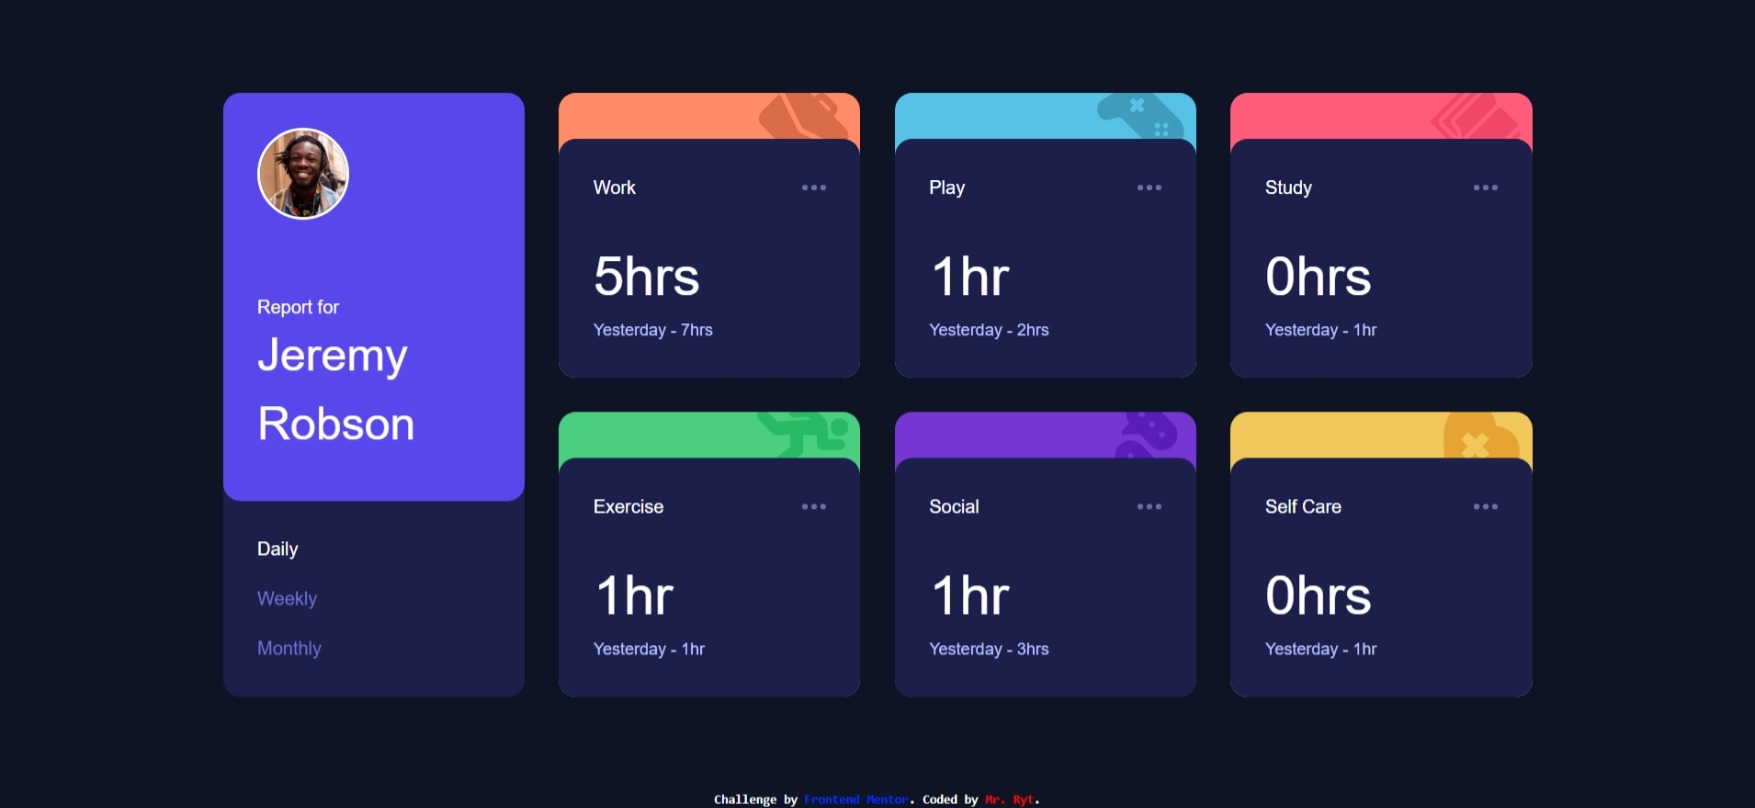 Report for
Jeremy
Robson
Daily
Weekly
Monthly
Work
5hrs
Yesterday - 7hrs
Play
1hr
Yesterday - 2hrs
Study
0hrs
Yesterday - 1hr
Exercise
1hr
Yesterday - 1hr
Social
1hr
Yesterday - 3hrs
Self Care
0hrs
Yesterday - 1hr
Challenge by Frontend Mentor. Coded by Mr. Ryt.